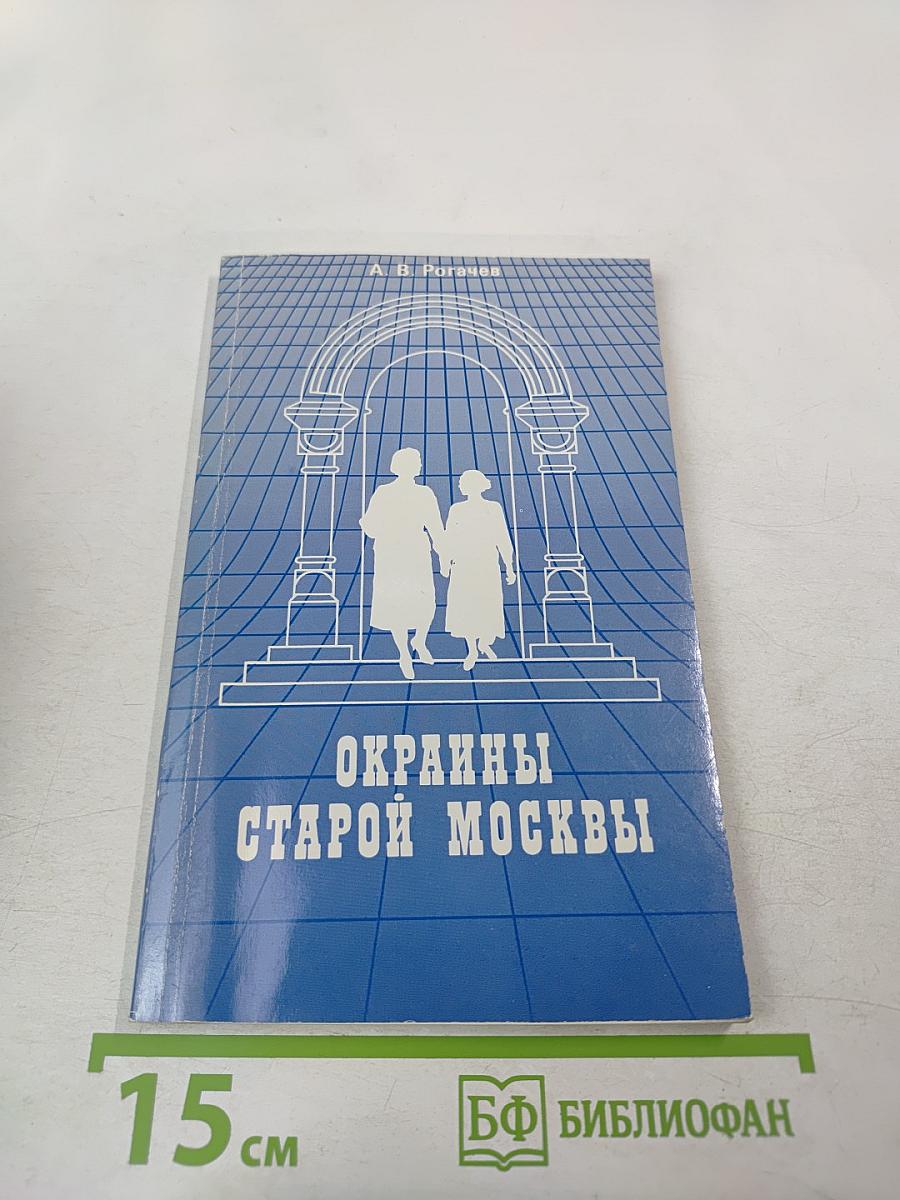 А. В. Рогачев
ОКРАИНЫ
СТАРОЙ МОСКВЫ
15 см
БФ БИБЛИОФАН